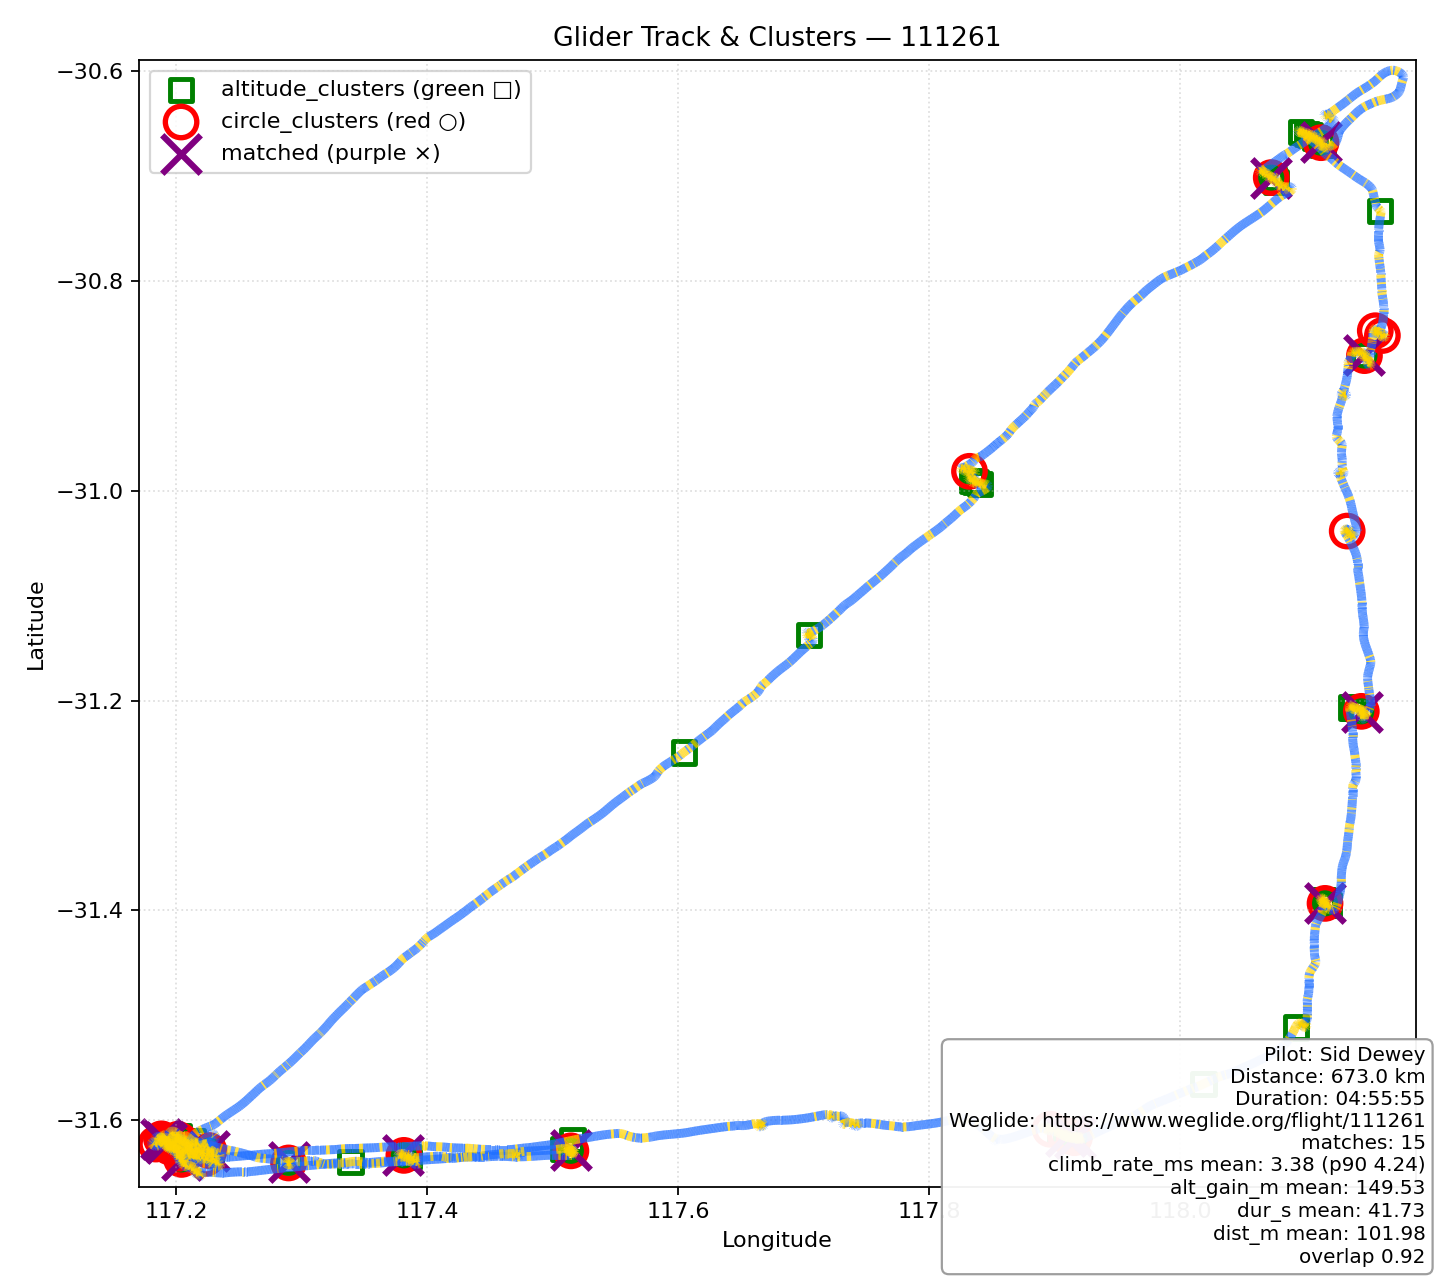 Glider Track & Clusters — 111261
altitude_clusters (green □)
circle_clusters (red ○)
matched (purple ×)
−30.6
−30.8
−31.0
−31.2
−31.4
−31.6
Latitude
117.2
117.4
117.6
117.8
118.0
Longitude
Pilot: Sid Dewey
Distance: 673.0 km
Duration: 04:55:55
Weglide: https://www.weglide.org/flight/111261
matches: 15
climb_rate_ms mean: 3.38 (p90 4.24)
alt_gain_m mean: 149.53
dur_s mean: 41.73
dist_m mean: 101.98
overlap 0.92